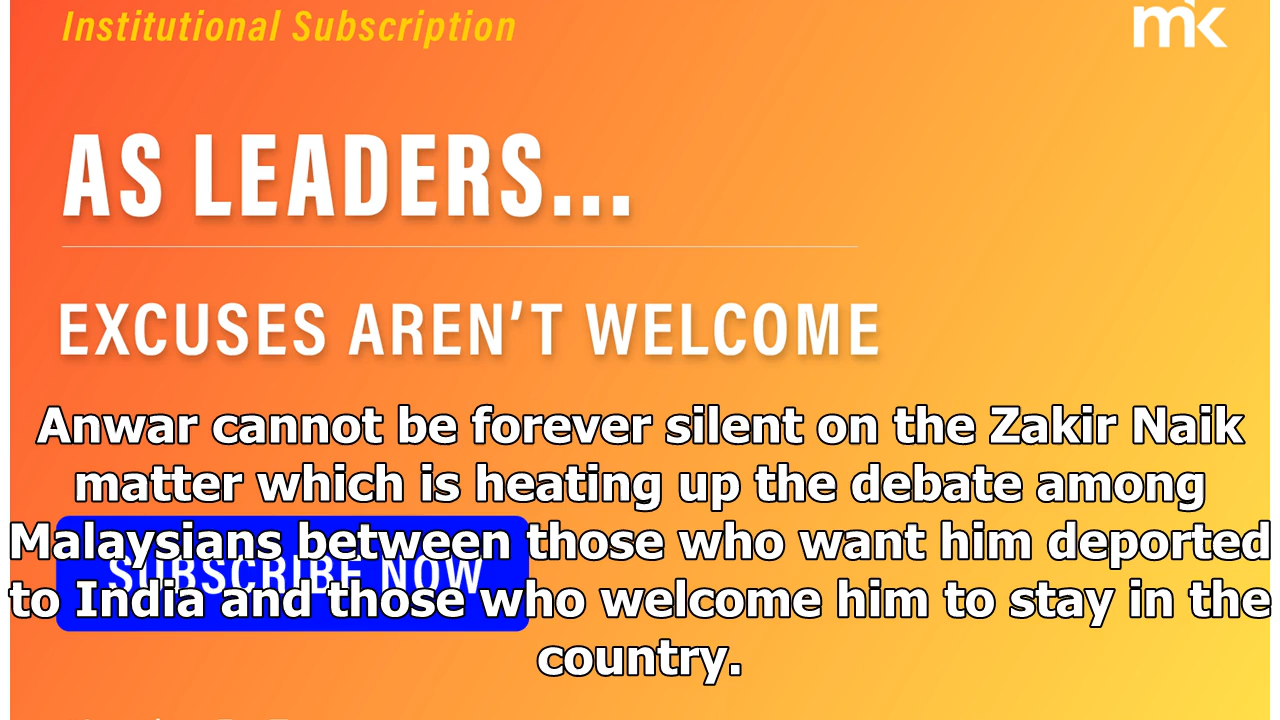 Institutional Subscription
mk
AS LEADERS...
EXCUSES AREN'T WELCOME
Anwar cannot be forever silent on the Zakir Naik
matter which is heating up the debate among
Malaysians between those who want him deported
SUBSCRIBE NOW
to India and those who welcome him to stay in the
country.